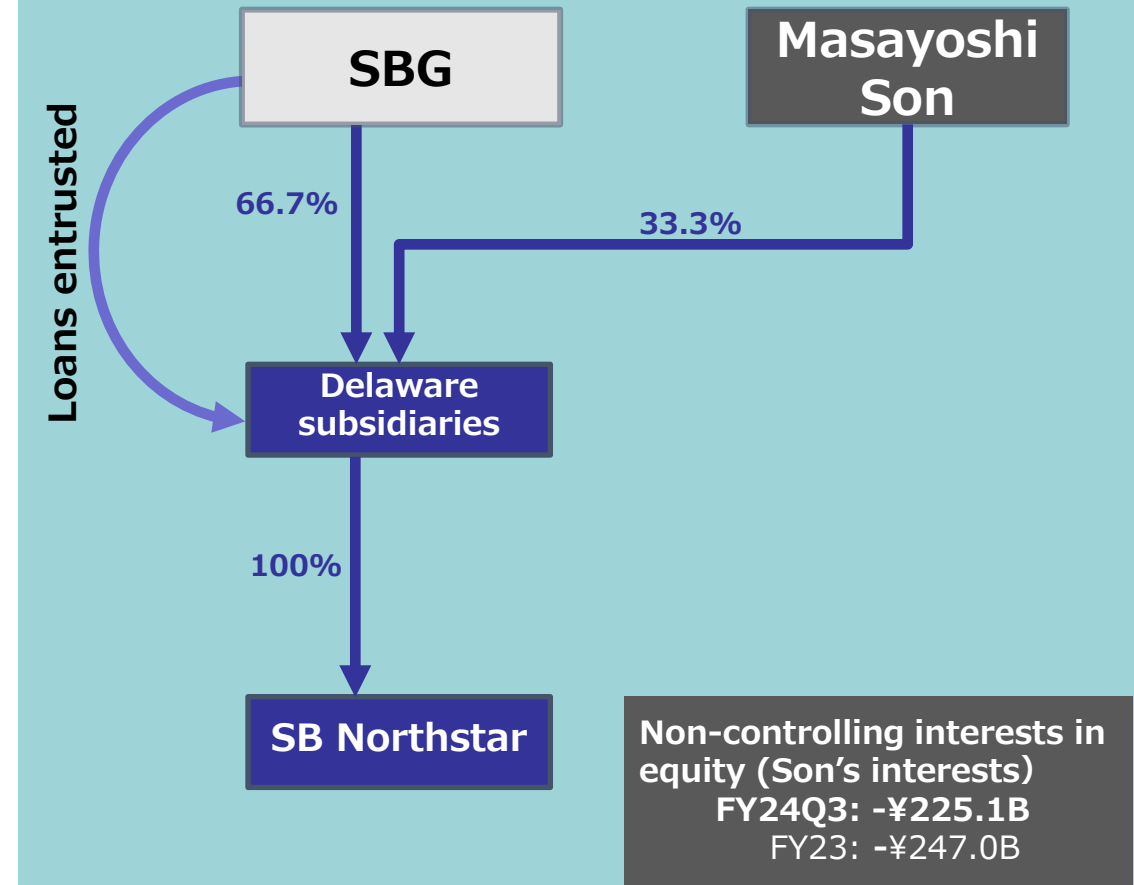 SBG
Masayoshi
Son
Loans entrusted
66.7%
33.3%
Delaware
subsidiaries
100%
SB Northstar
Non-controlling interests in
equity (Son’s interests)
FY24Q3: -¥225.1B
FY23: -¥247.0B